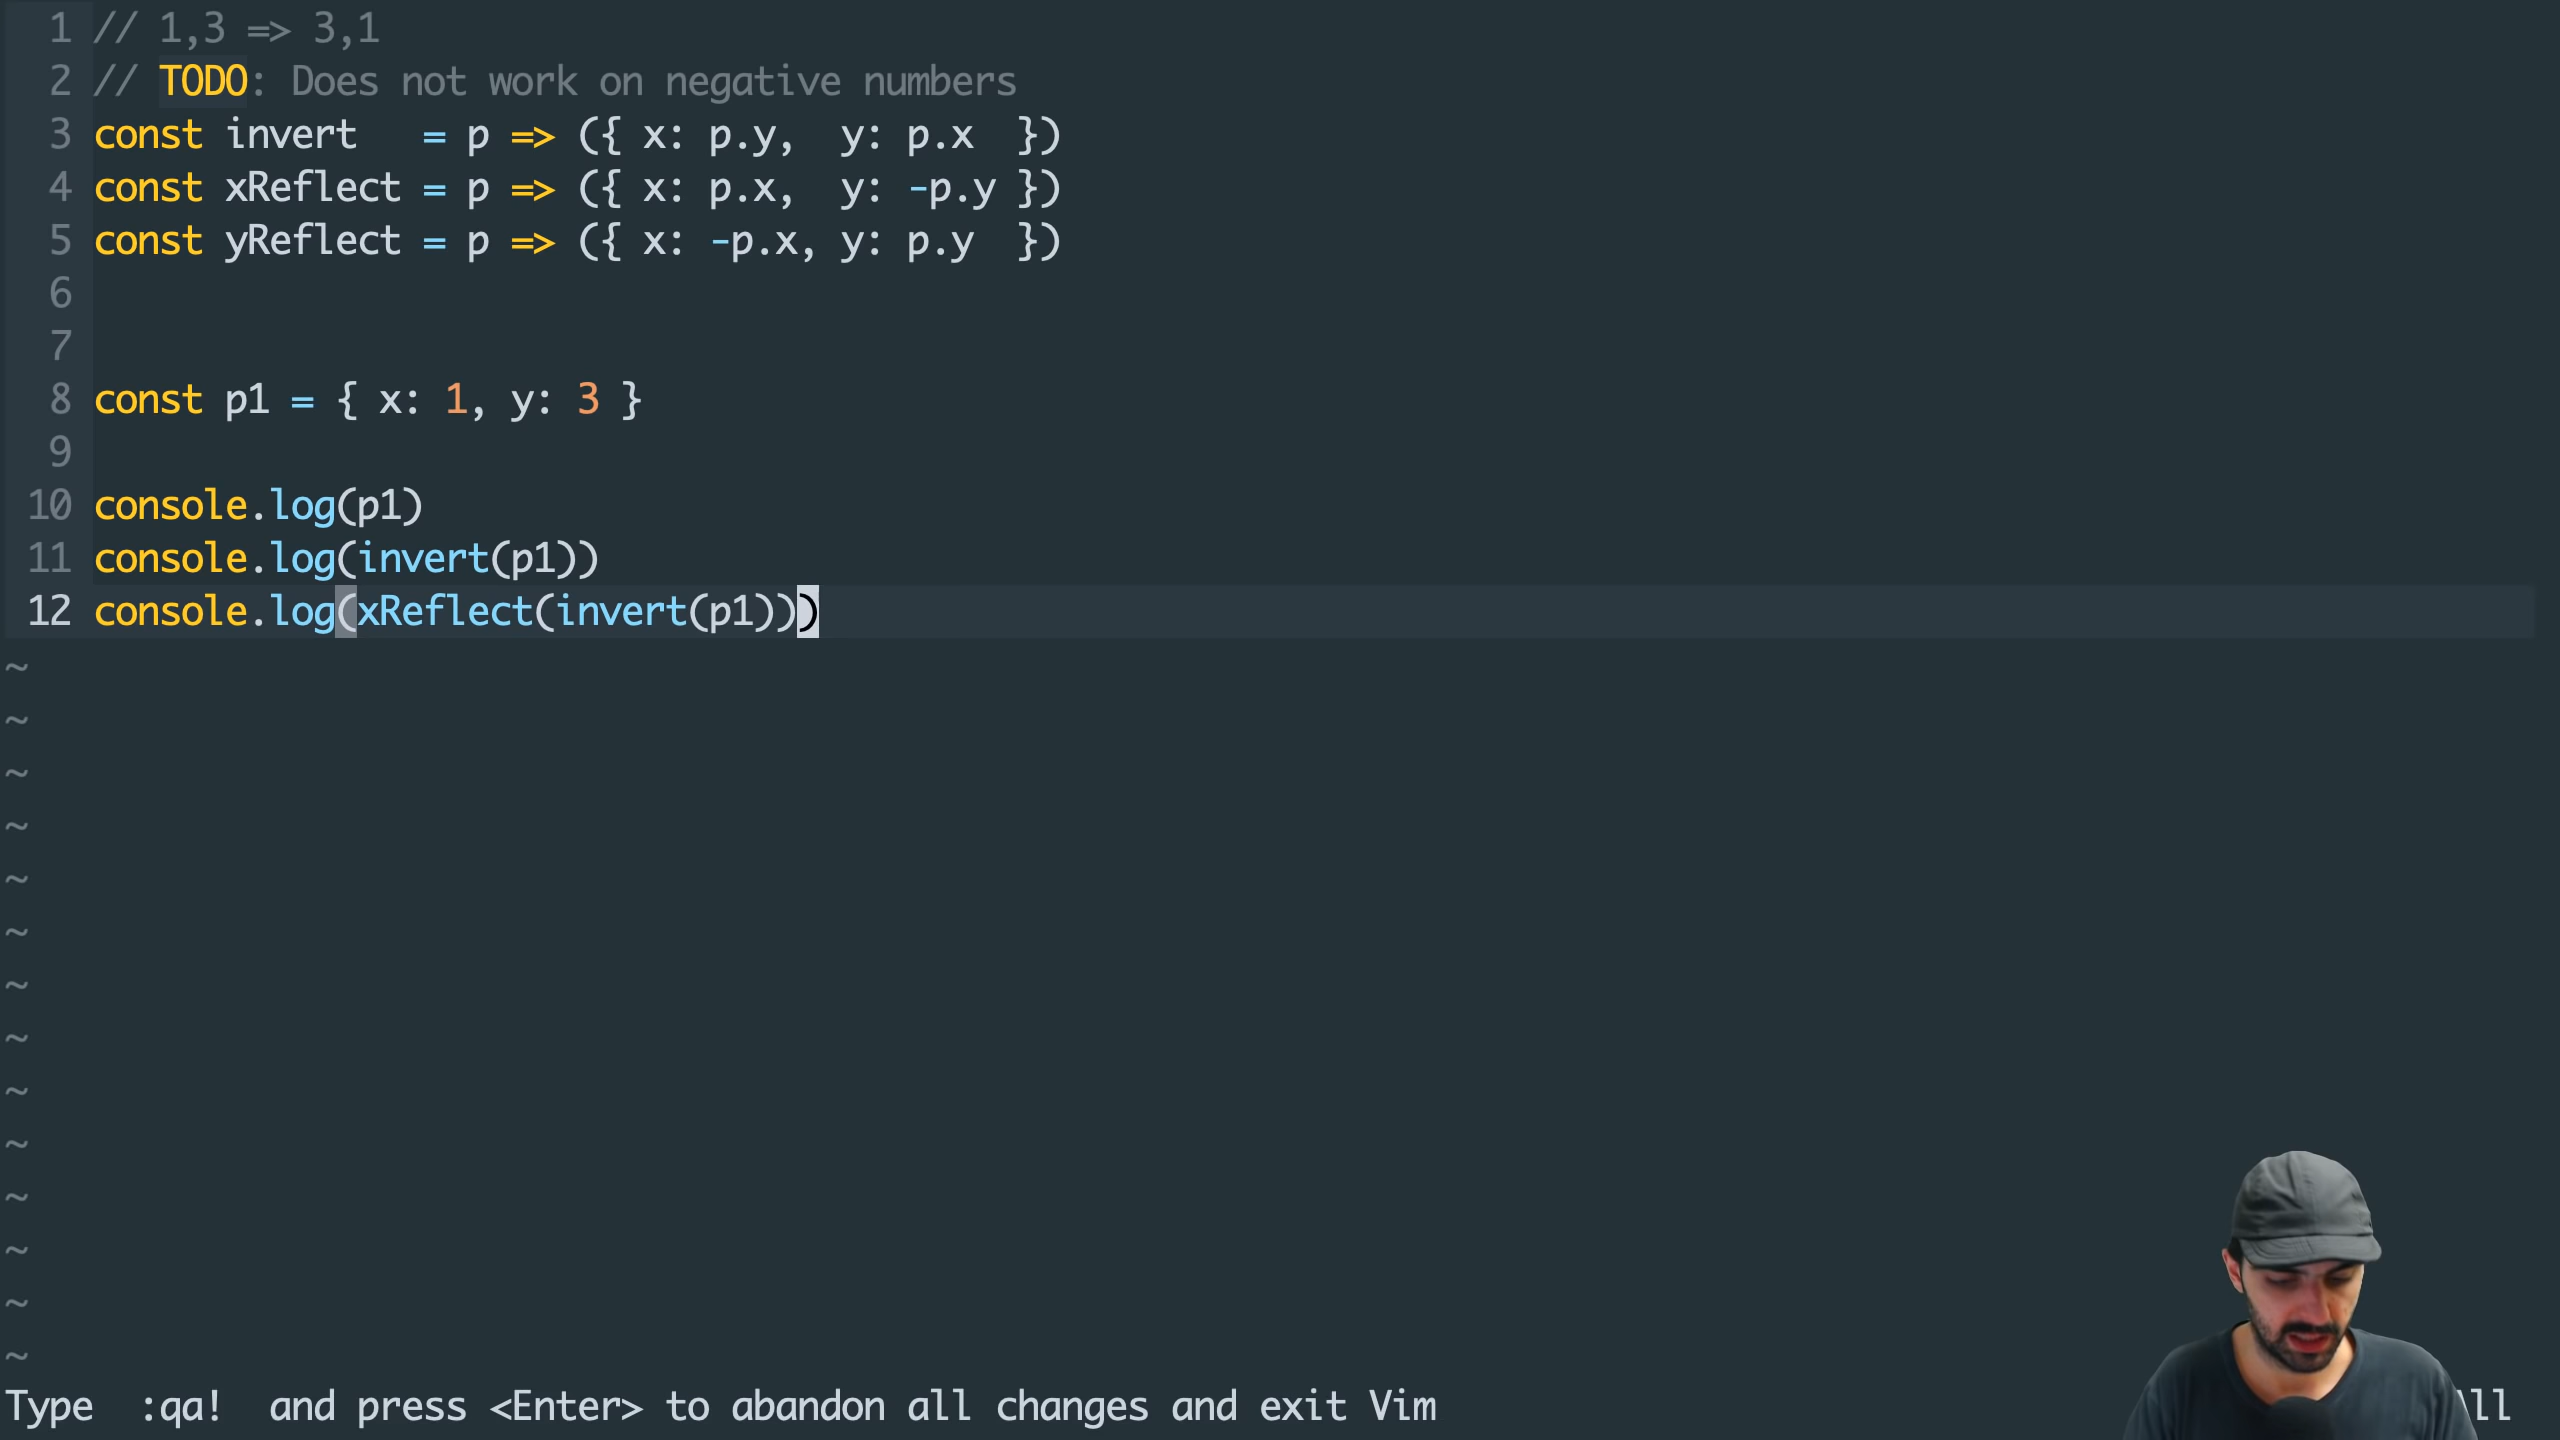 1 // 1,3 => 3,1
2 // TODO: Does not work on negative numbers
3 const invert   = p => ({ x: p.y,  y: p.x  })
4 const xReflect = p => ({ x: p.x,  y: -p.y })
5 const yReflect = p => ({ x: -p.x, y: p.y  })
6
7
8 const p1 = { x: 1, y: 3 }
9
10 console.log(p1)
11 console.log(invert(p1))
12 console.log(xReflect(invert(p1)))
~
~
~
~
~
~
~
~
~
~
~
~
~
~
Type  :qa!  and press <Enter> to abandon all changes and exit Vim